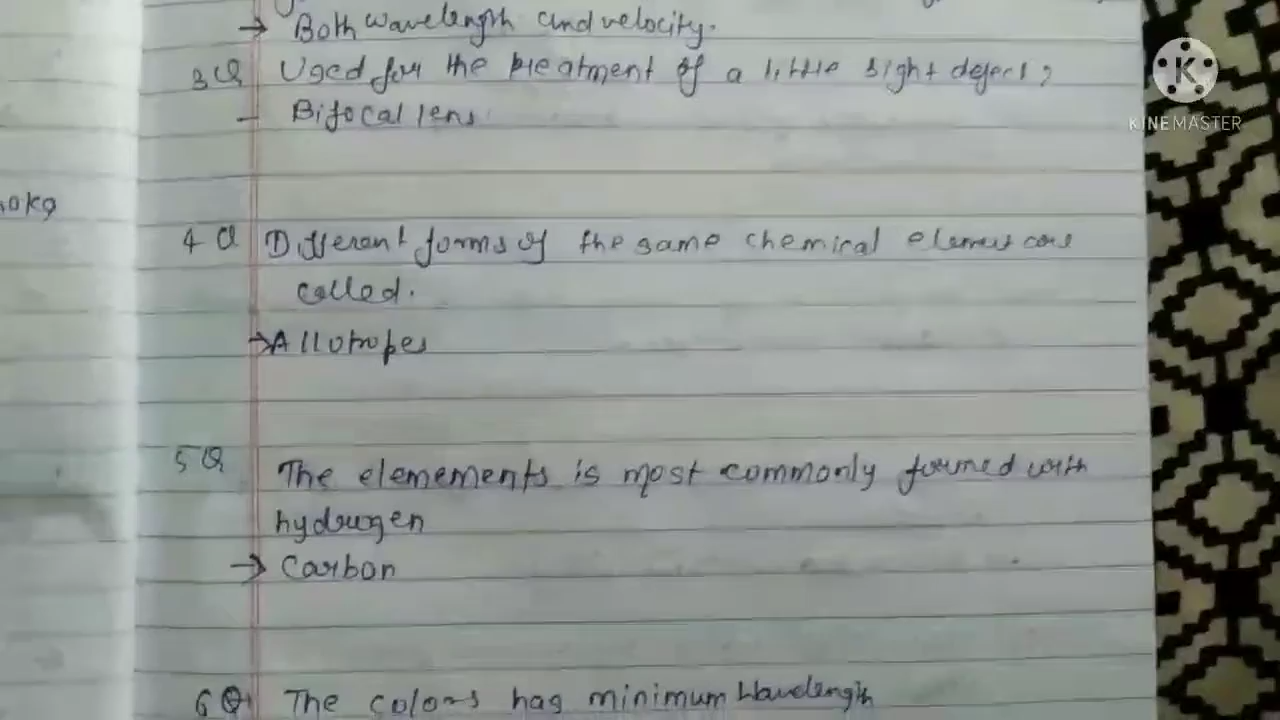 → Both wavelength and velocity.
3Q Used for the treatment of a little sight defect?
- Bifocal lens
10kg
4 Q Different forms of the same chemical element are
called.
→ Allotropes
5Q The elemements is most commonly formed with
hydrogen
→ Carbon
6Q The colors has minimum Wavelength
K
KINEMASTER